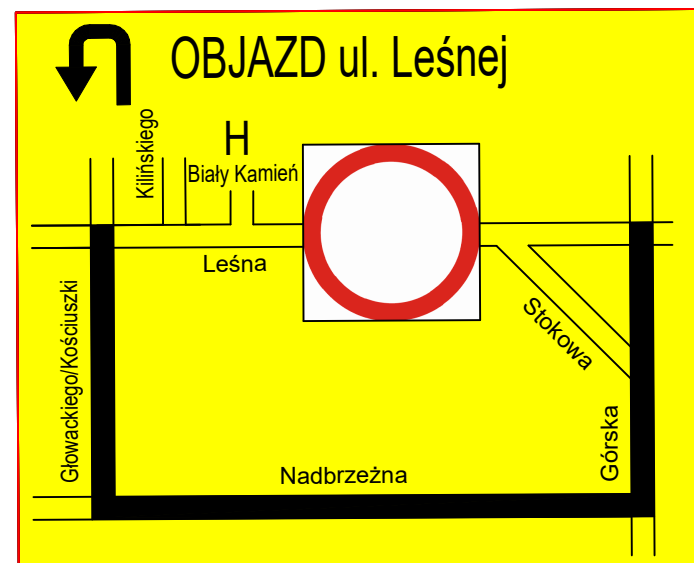 OBJAZD ul. Leśnej
Kilińskiego
H
Biały Kamień
Leśna
Stokowa
Głowackiego/Kościuszki
Górska
Nadbrzeżna